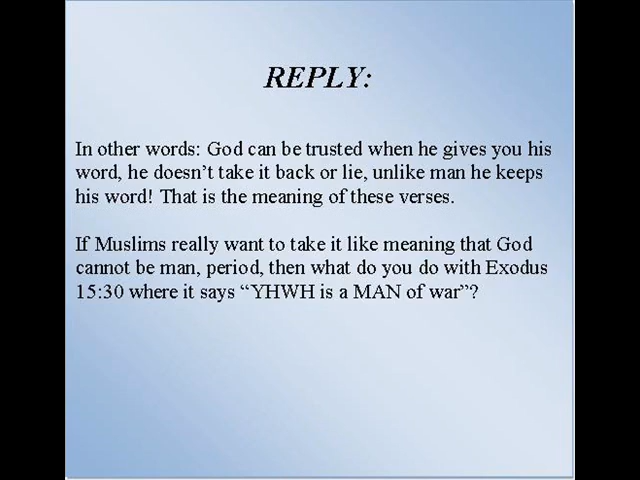 REPLY:
In other words: God can be trusted when he gives you his
word, he doesn’t take it back or lie, unlike man he keeps
his word! That is the meaning of these verses.
If Muslims really want to take it like meaning that God
cannot be man, period, then what do you do with Exodus
15:30 where it says “YHWH is a MAN of war”?